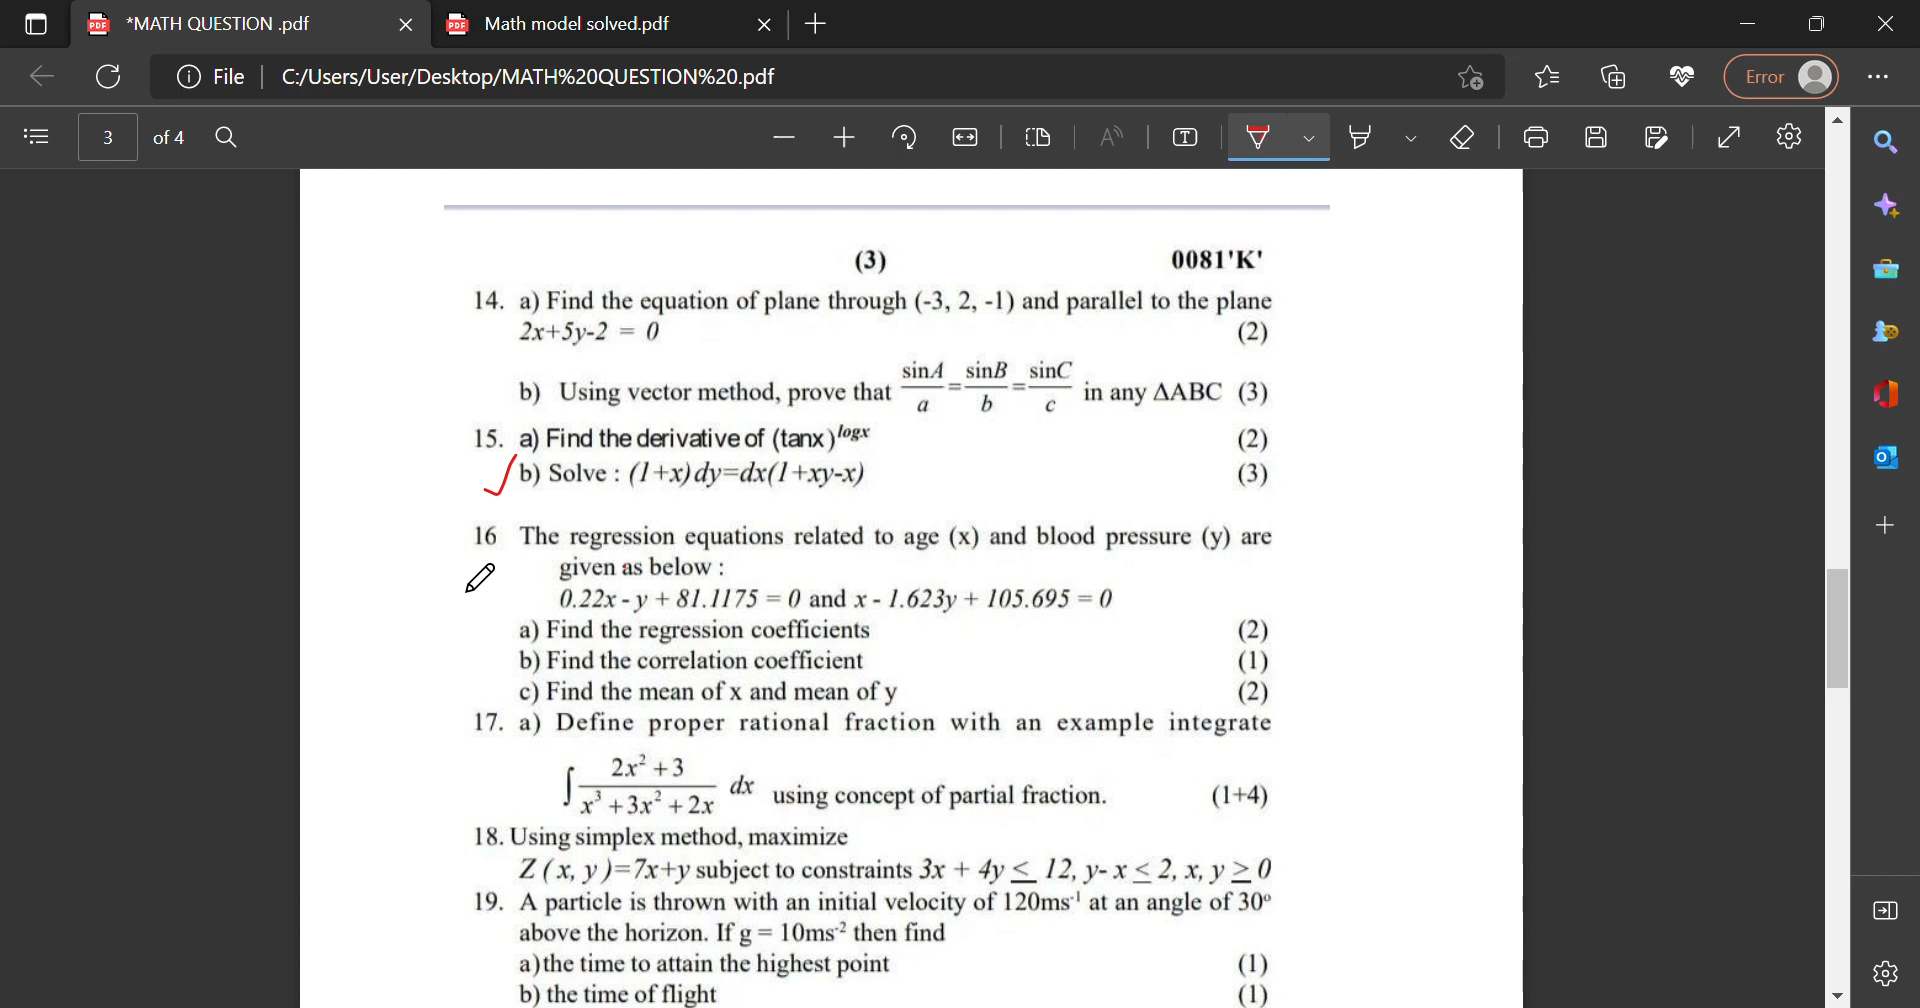 *MATH QUESTION .pdf
Math model solved.pdf
File
C:/Users/User/Desktop/MATH%20QUESTION%20.pdf
Error
3 of 4
(3) 0081'K'
14. a) Find the equation of plane through (-3, 2, -1) and parallel to the plane
2x+5y-2 = 0 (2)
b) Using vector method, prove that sinA/a = sinB/b = sinC/c in any ΔABC (3)
15. a) Find the derivative of (tanx)^logx (2)
b) Solve : (1+x)dy=dx(1+xy-x) (3)
16 The regression equations related to age (x) and blood pressure (y) are
given as below :
0.22x - y + 81.1175 = 0 and x - 1.623y + 105.695 = 0
a) Find the regression coefficients (2)
b) Find the correlation coefficient (1)
c) Find the mean of x and mean of y (2)
17. a) Define proper rational fraction with an example integrate
∫ (2x² +3)/(x³ +3x² +2x) dx using concept of partial fraction. (1+4)
18. Using simplex method, maximize
Z (x, y)=7x+y subject to constraints 3x + 4y ≤ 12, y- x ≤ 2, x, y ≥ 0
19. A particle is thrown with an initial velocity of 120ms⁻¹ at an angle of 30°
above the horizon. If g = 10ms⁻² then find
a)the time to attain the highest point (1)
b) the time of flight (1)